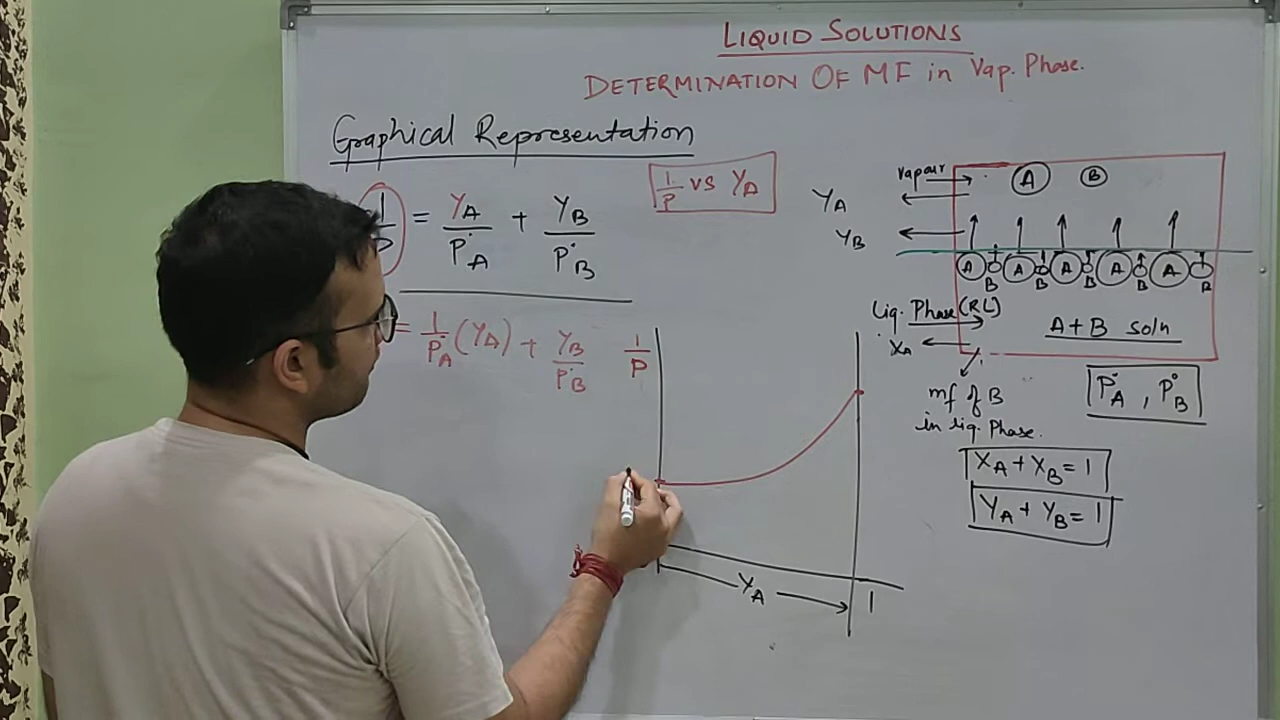 LIQUID SOLUTIONS
DETERMINATION OF MF in Vap. Phase.
Graphical Representation
1/P vs YA
1/P = YA/P°A + YB/P°B
= 1/P°A (YA) + YB/P°B
1/P
YA
1
Vapour
A B
YA
YB
A B A B A B A B A B
Liq. Phase (RL)
A+B soln
XA
mf of B
in liq. Phase.
P°A , P°B
XA + XB = 1
YA + YB = 1